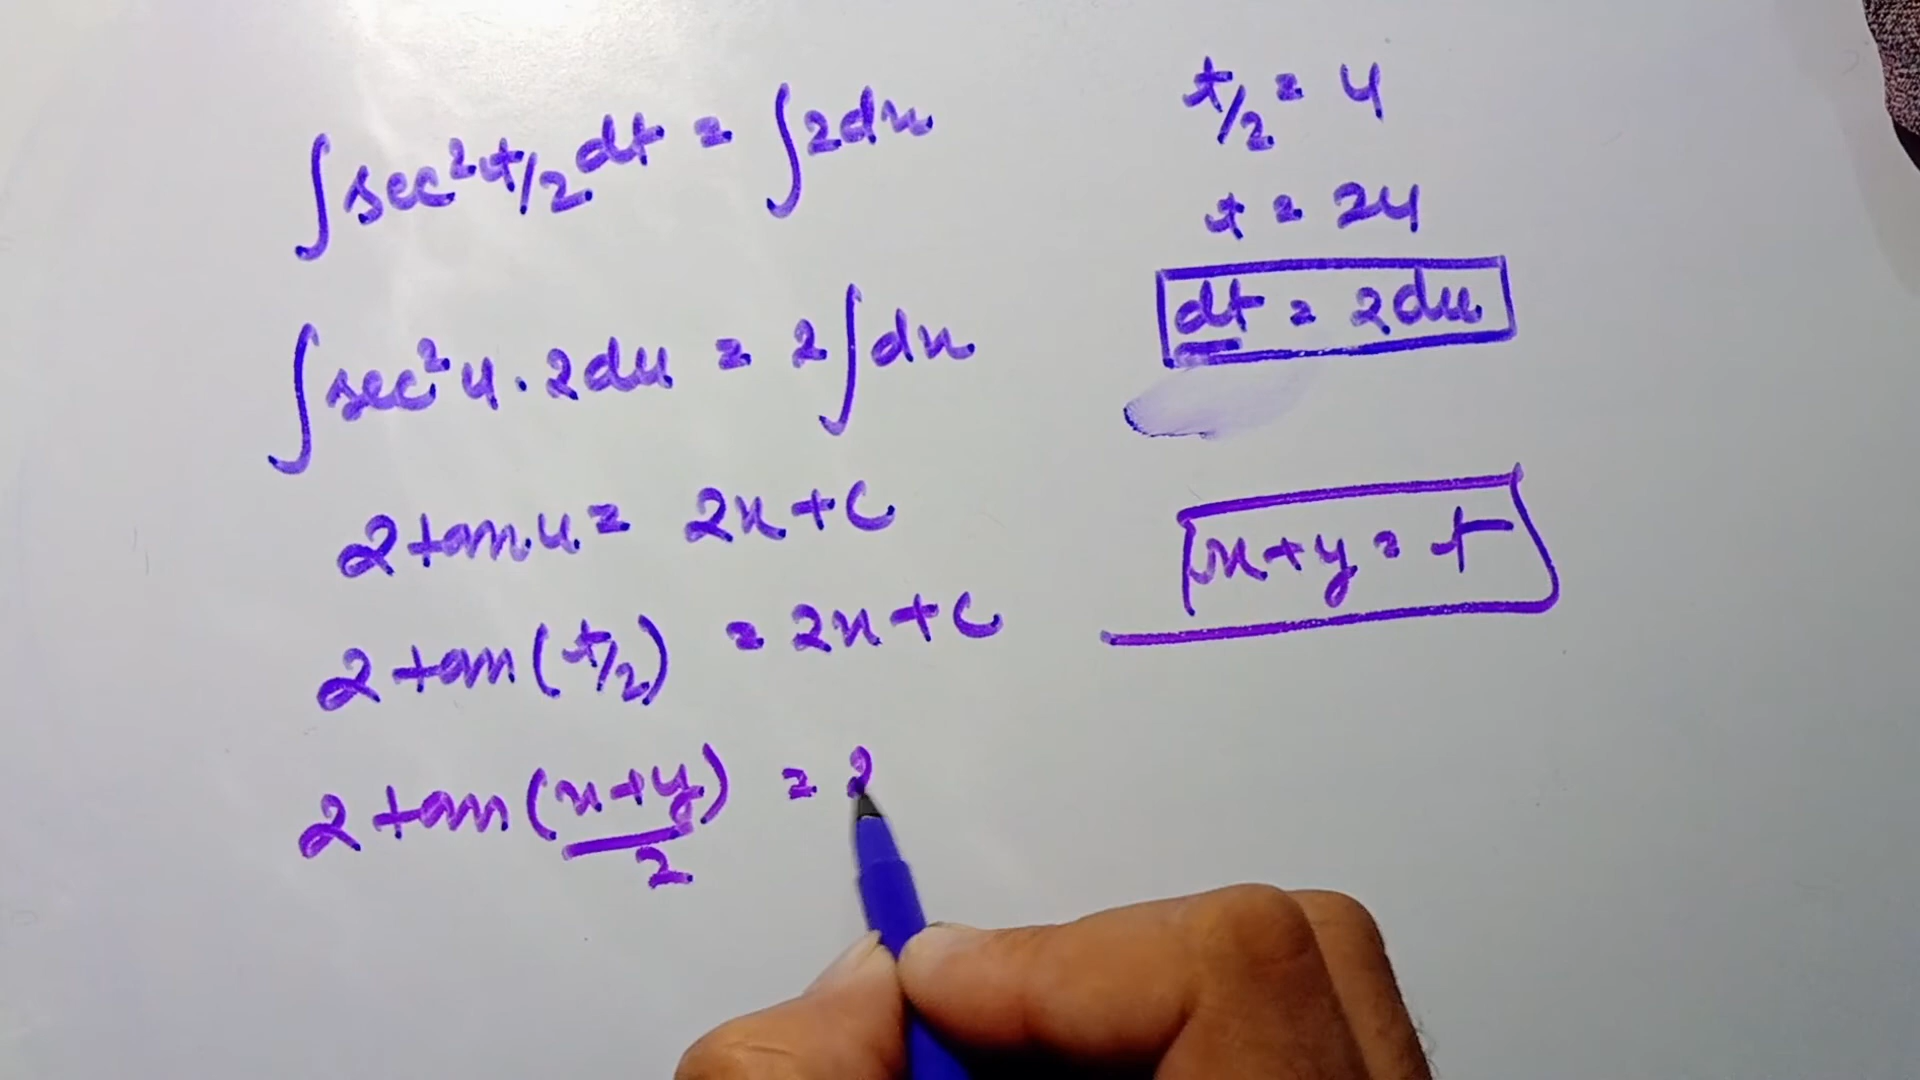 ∫sec²t/2 dt = ∫2dx
∫sec²u.2du = 2∫dx
2tanu = 2x+c
2tan(t/2) = 2x+c
2tan(x+y/2) = 2
t/2 = u
t = 2u
dt = 2du
x+y = t